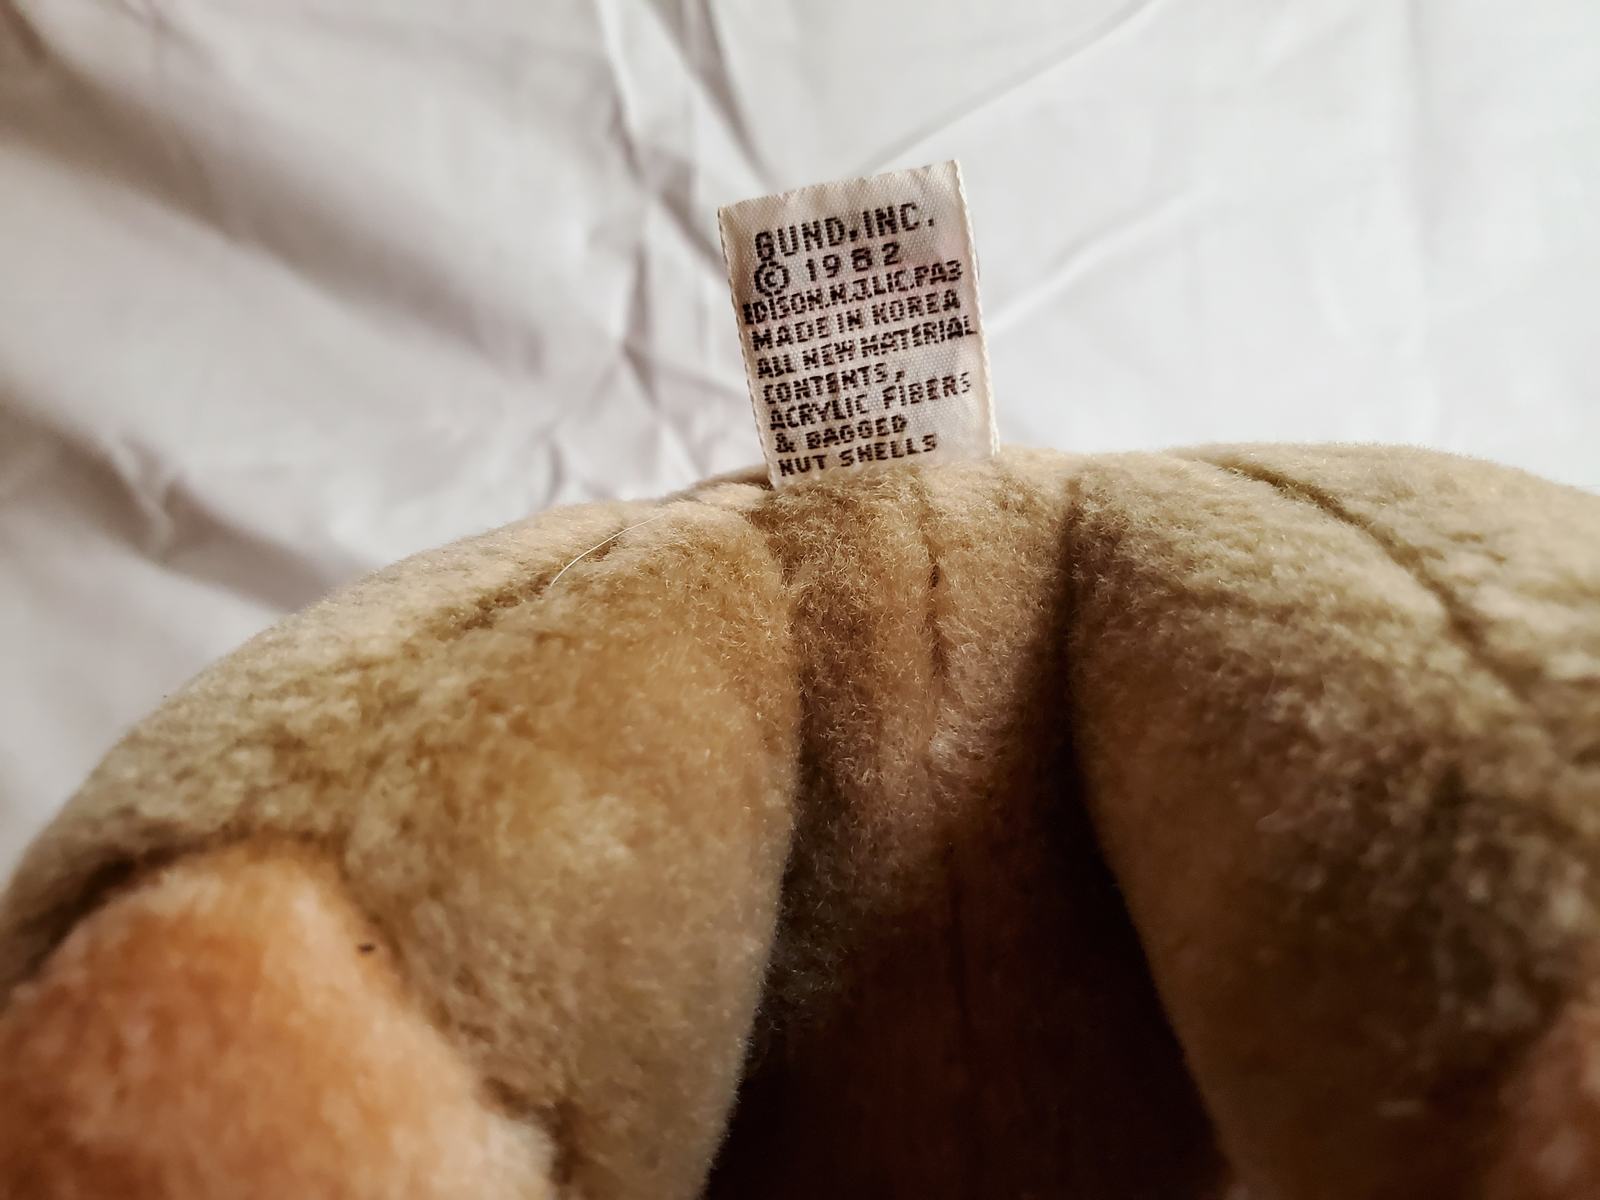 GUND, INC.
© 1982
EDISON.N.J.LIC.PA3
MADE IN KOREA
ALL NEW MATERIAL
CONTENTS,
ACRYLIC FIBERS
& BAGGED
NUT SHELLS